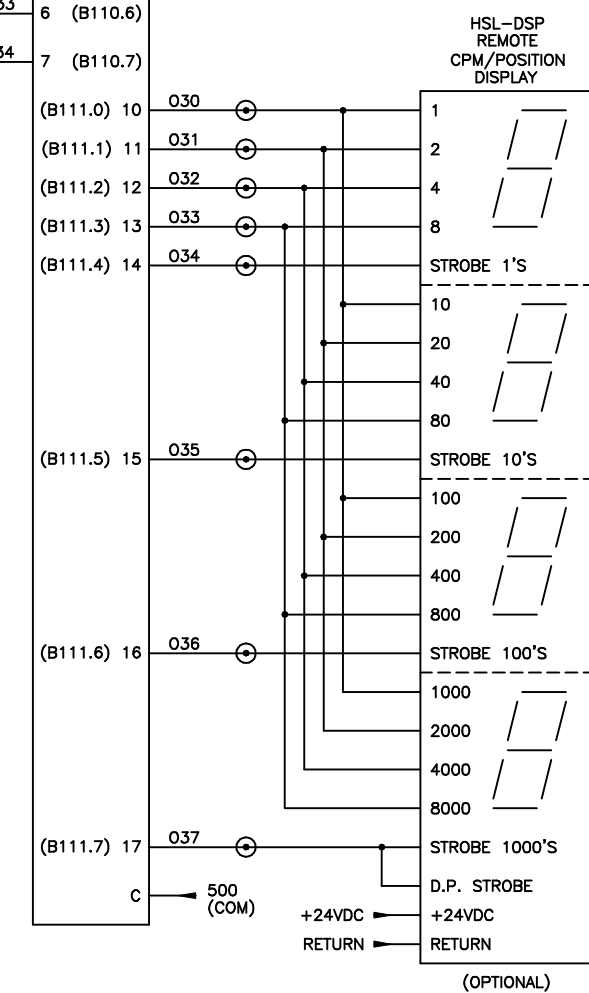 33
6 (B110.6)
34
7 (B110.7)
HSL-DSP
REMOTE
CPM/POSITION
DISPLAY
(B111.0) 10 030 1
(B111.1) 11 031 2
(B111.2) 12 032 4
(B111.3) 13 033 8
(B111.4) 14 034 STROBE 1'S
10
20
40
80
(B111.5) 15 035 STROBE 10'S
100
200
400
800
(B111.6) 16 036 STROBE 100'S
1000
2000
4000
8000
(B111.7) 17 037 STROBE 1000'S
D.P. STROBE
C 500
(COM)
+24VDC +24VDC
RETURN RETURN
(OPTIONAL)